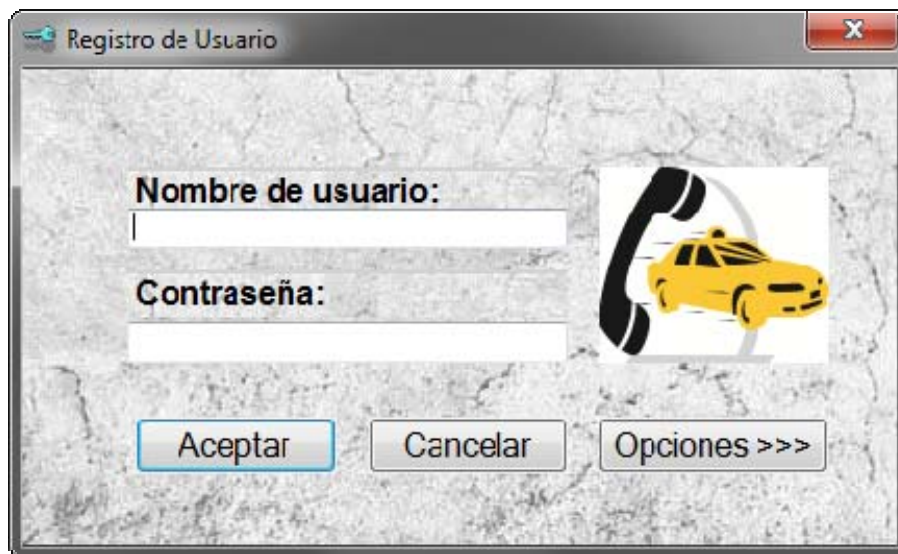 Registro de Usuario
Nombre de usuario:
Contraseña:
Aceptar
Cancelar
Opciones >>>